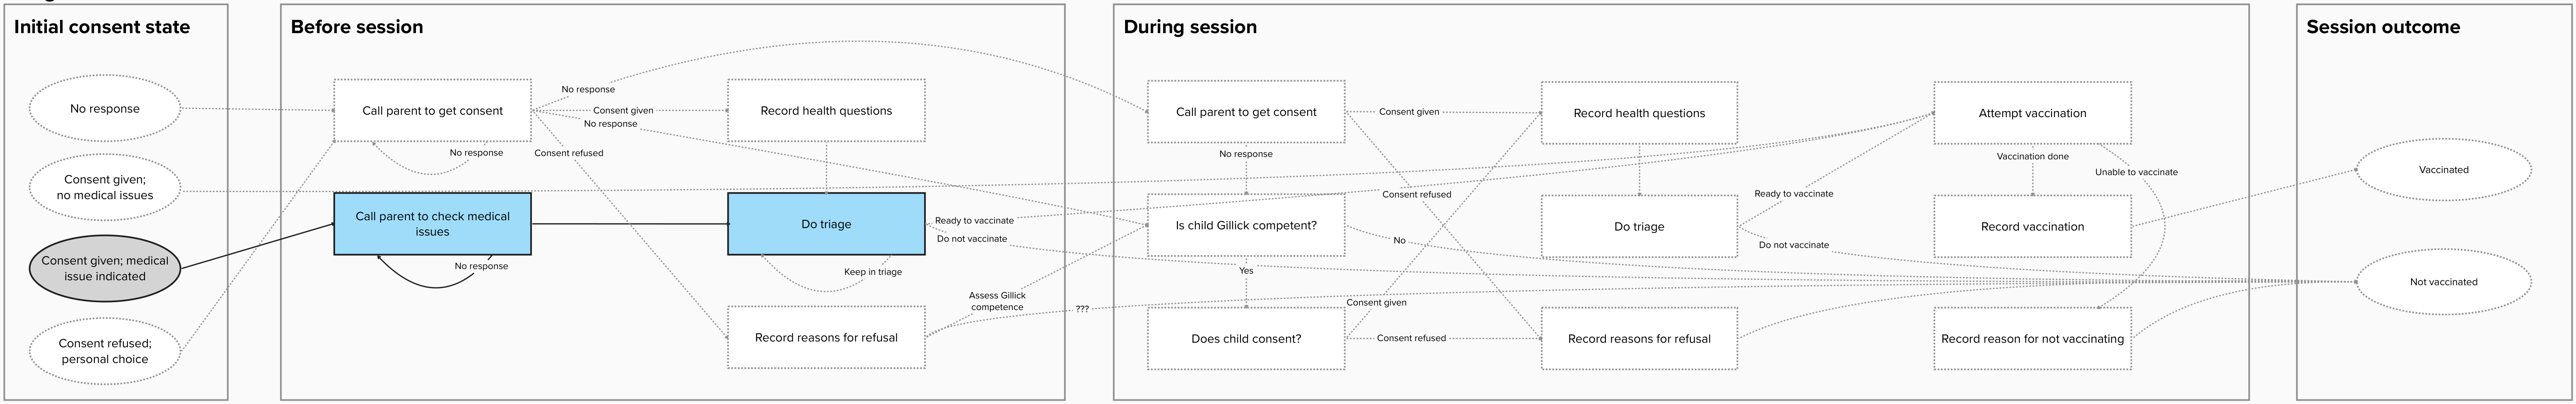 Initial consent state
No response
Consent given;
no medical issues
Consent given; medical
issue indicated
Consent refused;
personal choice
Before session
Call parent to get consent
No response
Consent given
No response
No response
Consent refused
Record health questions
Call parent to check medical
issues
No response
Do triage
Ready to vaccinate
Do not vaccinate
Keep in triage
Record reasons for refusal
Assess Gillick
competence
???
During session
Call parent to get consent
Consent given
No response
Consent refused
Is child Gillick competent?
No
Yes
Does child consent?
Consent given
Consent refused
Record health questions
Do triage
Ready to vaccinate
Do not vaccinate
Record reasons for refusal
Attempt vaccination
Vaccination done
Unable to vaccinate
Record vaccination
Record reason for not vaccinating
Session outcome
Vaccinated
Not vaccinated